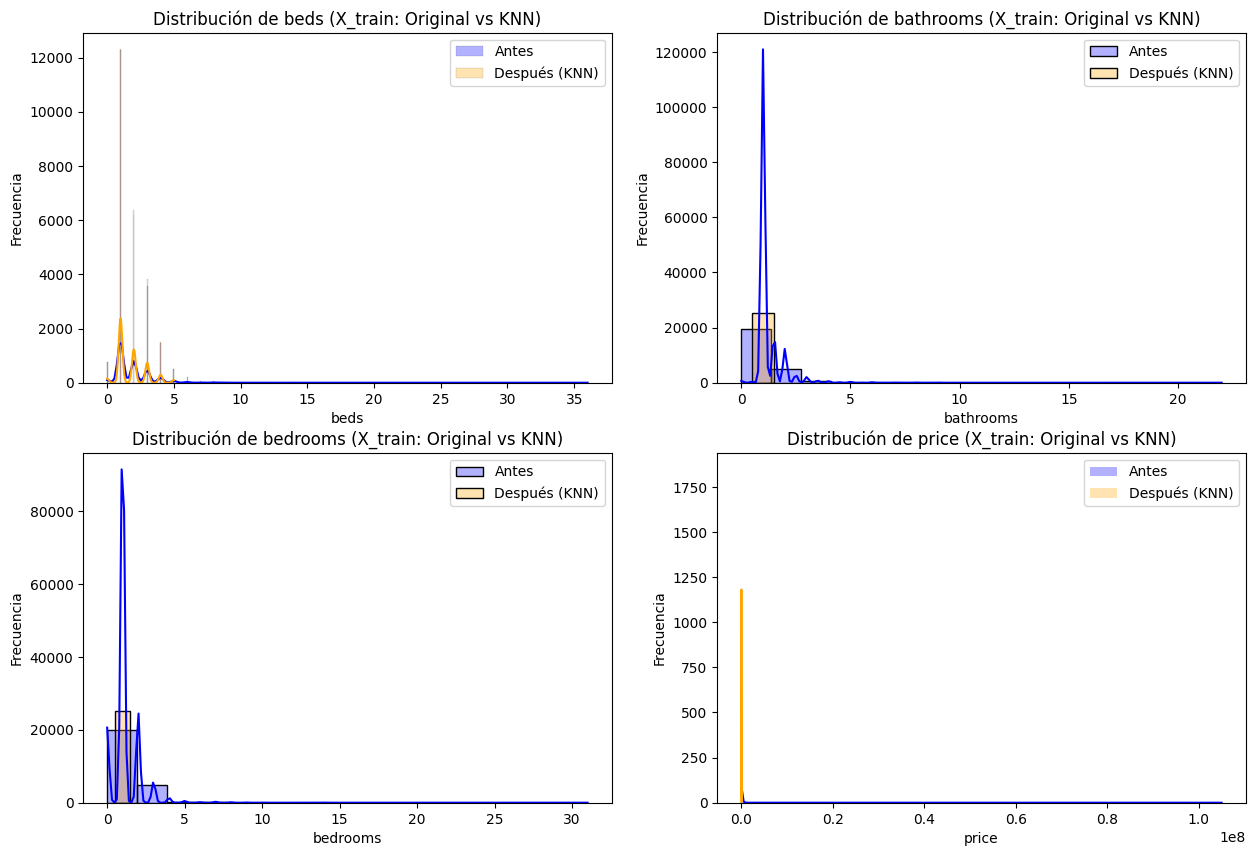 Distribución de beds (X_train: Original vs KNN)
Antes
Después (KNN)
Frecuencia
12000
10000
8000
6000
4000
2000
0
0
5
10
15
20
25
30
35
beds
Distribución de bathrooms (X_train: Original vs KNN)
Antes
Después (KNN)
Frecuencia
120000
100000
80000
60000
40000
20000
0
0
5
10
15
20
bathrooms
Distribución de bedrooms (X_train: Original vs KNN)
Antes
Después (KNN)
Frecuencia
80000
60000
40000
20000
0
0
5
10
15
20
25
30
bedrooms
Distribución de price (X_train: Original vs KNN)
Antes
Después (KNN)
Frecuencia
1750
1500
1250
1000
750
500
250
0
0.0
0.2
0.4
0.6
0.8
1.0
1e8
price